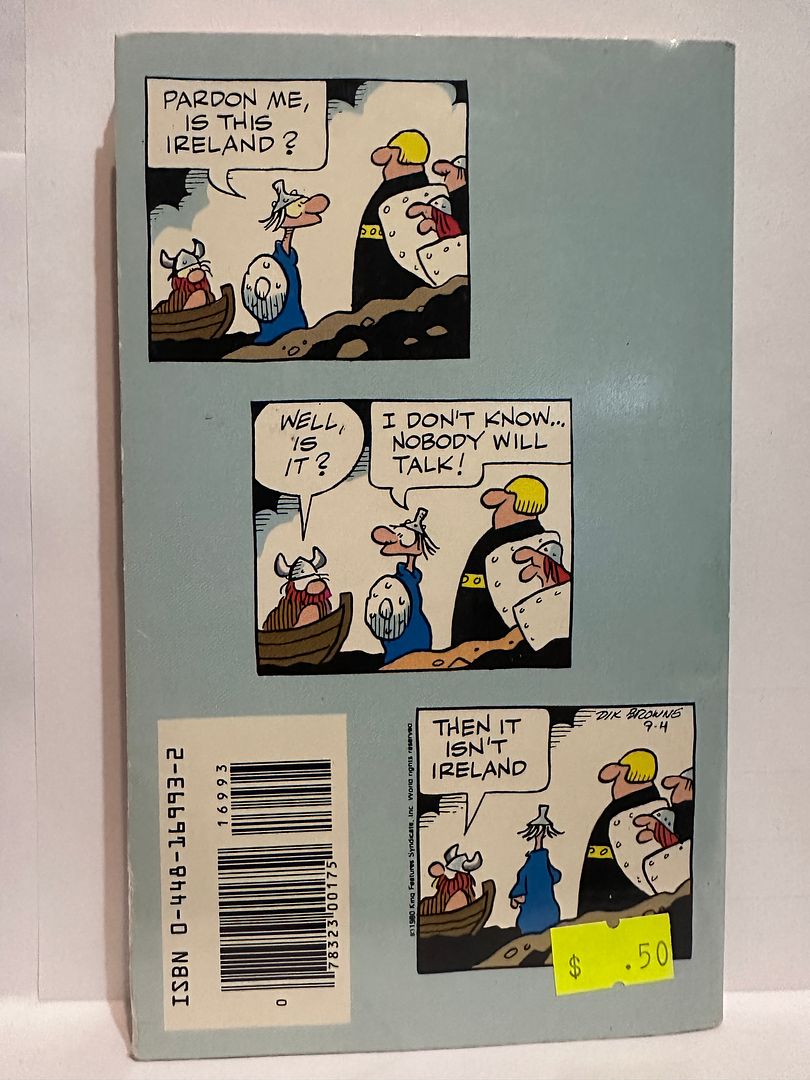 PARDON ME,
IS THIS
IRELAND?
WELL,
IS
IT?
I DON'T KNOW...
NOBODY WILL
TALK!
THEN IT
ISN'T
IRELAND
DIK BROWNE
9-4
©1980 King Features Syndicate, Inc. World rights reserved
ISBN 0-448-16993-2
16993
0
78323 00175
$ .50